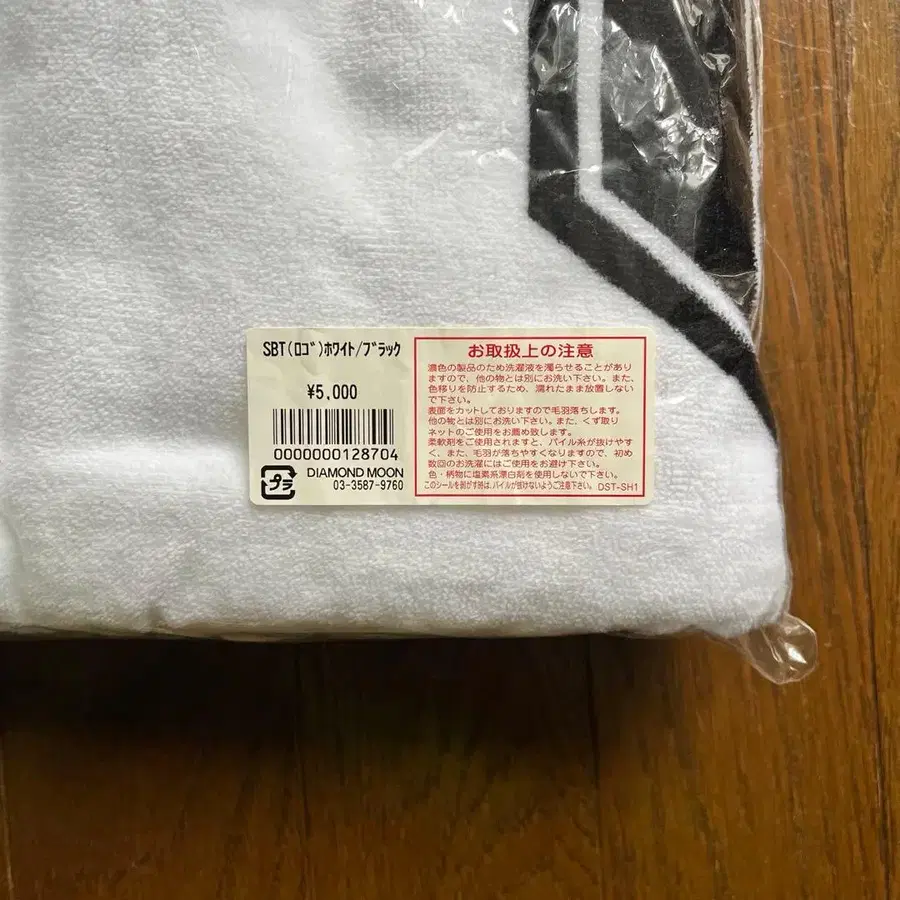 SBT(ﾛｺﾞ)ﾎﾜｲﾄ/ﾌﾞﾗｯｸ
¥5,000
0000000128704
プラ
DIAMOND MOON
03-3587-9760
お取扱上の注意
濃色の製品のため洗濯液を濁らせることがあり
ますので、他の物とは別にお洗い下さい。また、
色移りを防止するため、濡れたまま放置しない
で下さい。
表面をカットしておりますので毛羽落ちします。
他の物とは別にお洗い下さい。また、くず取り
ネットのご使用をお薦め致します。
柔軟剤をご使用されますと、パイル糸が抜けやす
く、また、毛羽が落ちやすくなりますので、初め
数回のお洗濯にはご使用をお避け下さい。
色・柄物に塩素系漂白剤を使用しないで下さい。
このシールを剥がす時は、パイルが抜けないようご注意下さい。 DST-SH1